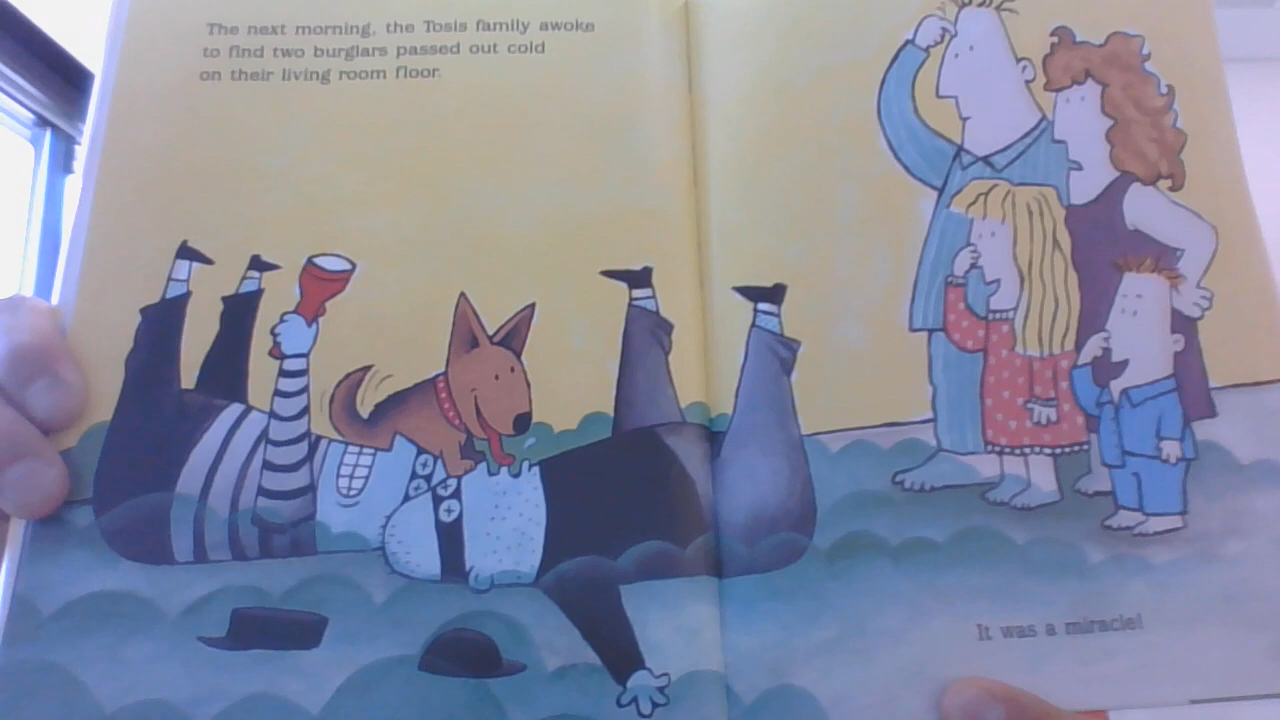 The next morning, the Tosis family awoke
to find two burglars passed out cold
on their living room floor.
It was a miracle!